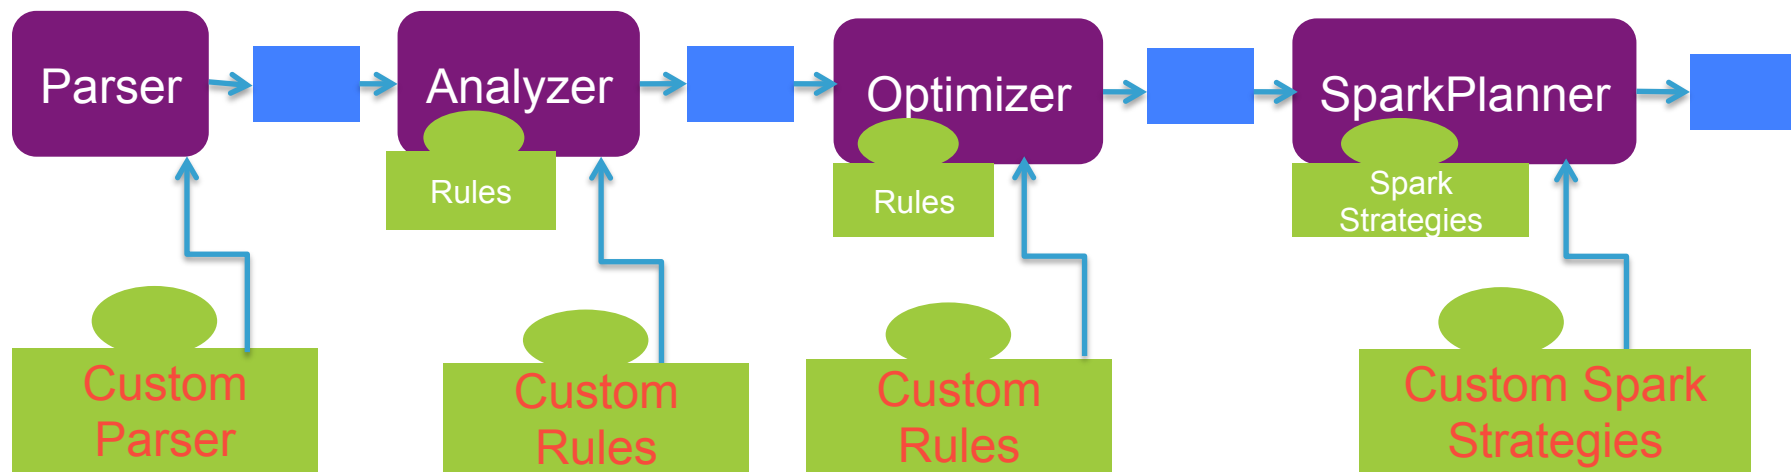 Parser
Analyzer
Optimizer
SparkPlanner
Rules
Rules
Spark
Strategies
Custom
Parser
Custom
Rules
Custom
Rules
Custom Spark
Strategies